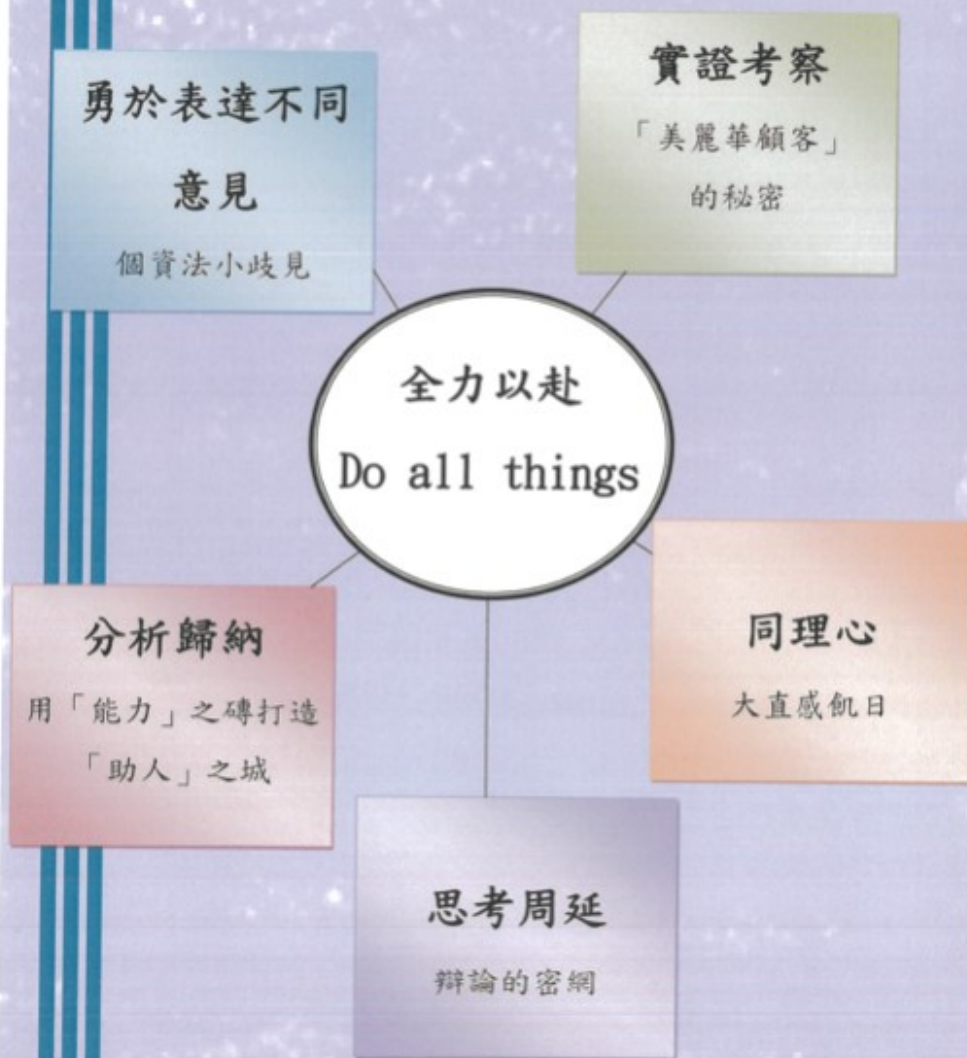 勇於表達不同
意見
個資法小歧見
實證考察
「美麗華顧客」
的秘密
全力以赴
Do all things
分析歸納
用「能力」之磚打造
「助人」之城
同理心
大直感飢日
思考周延
辯論的密網